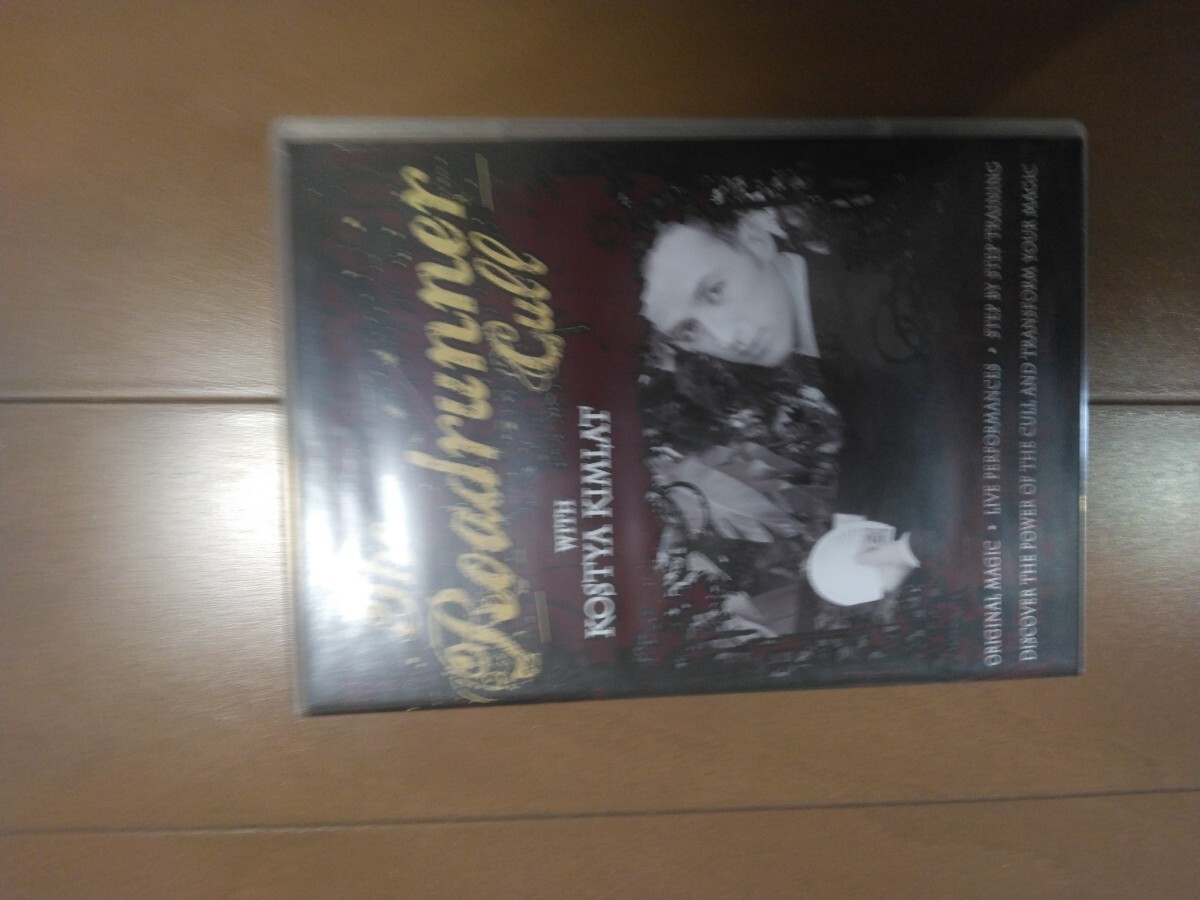 The
Roadrunner
Cull
WITH
KOSTYA KIMLAT
ORIGINAL MAGIC • LIVE PERFORMANCES • STEP BY STEP TRAINING
DISCOVER THE POWER OF THE CULL AND TRANSFORM YOUR MAGIC